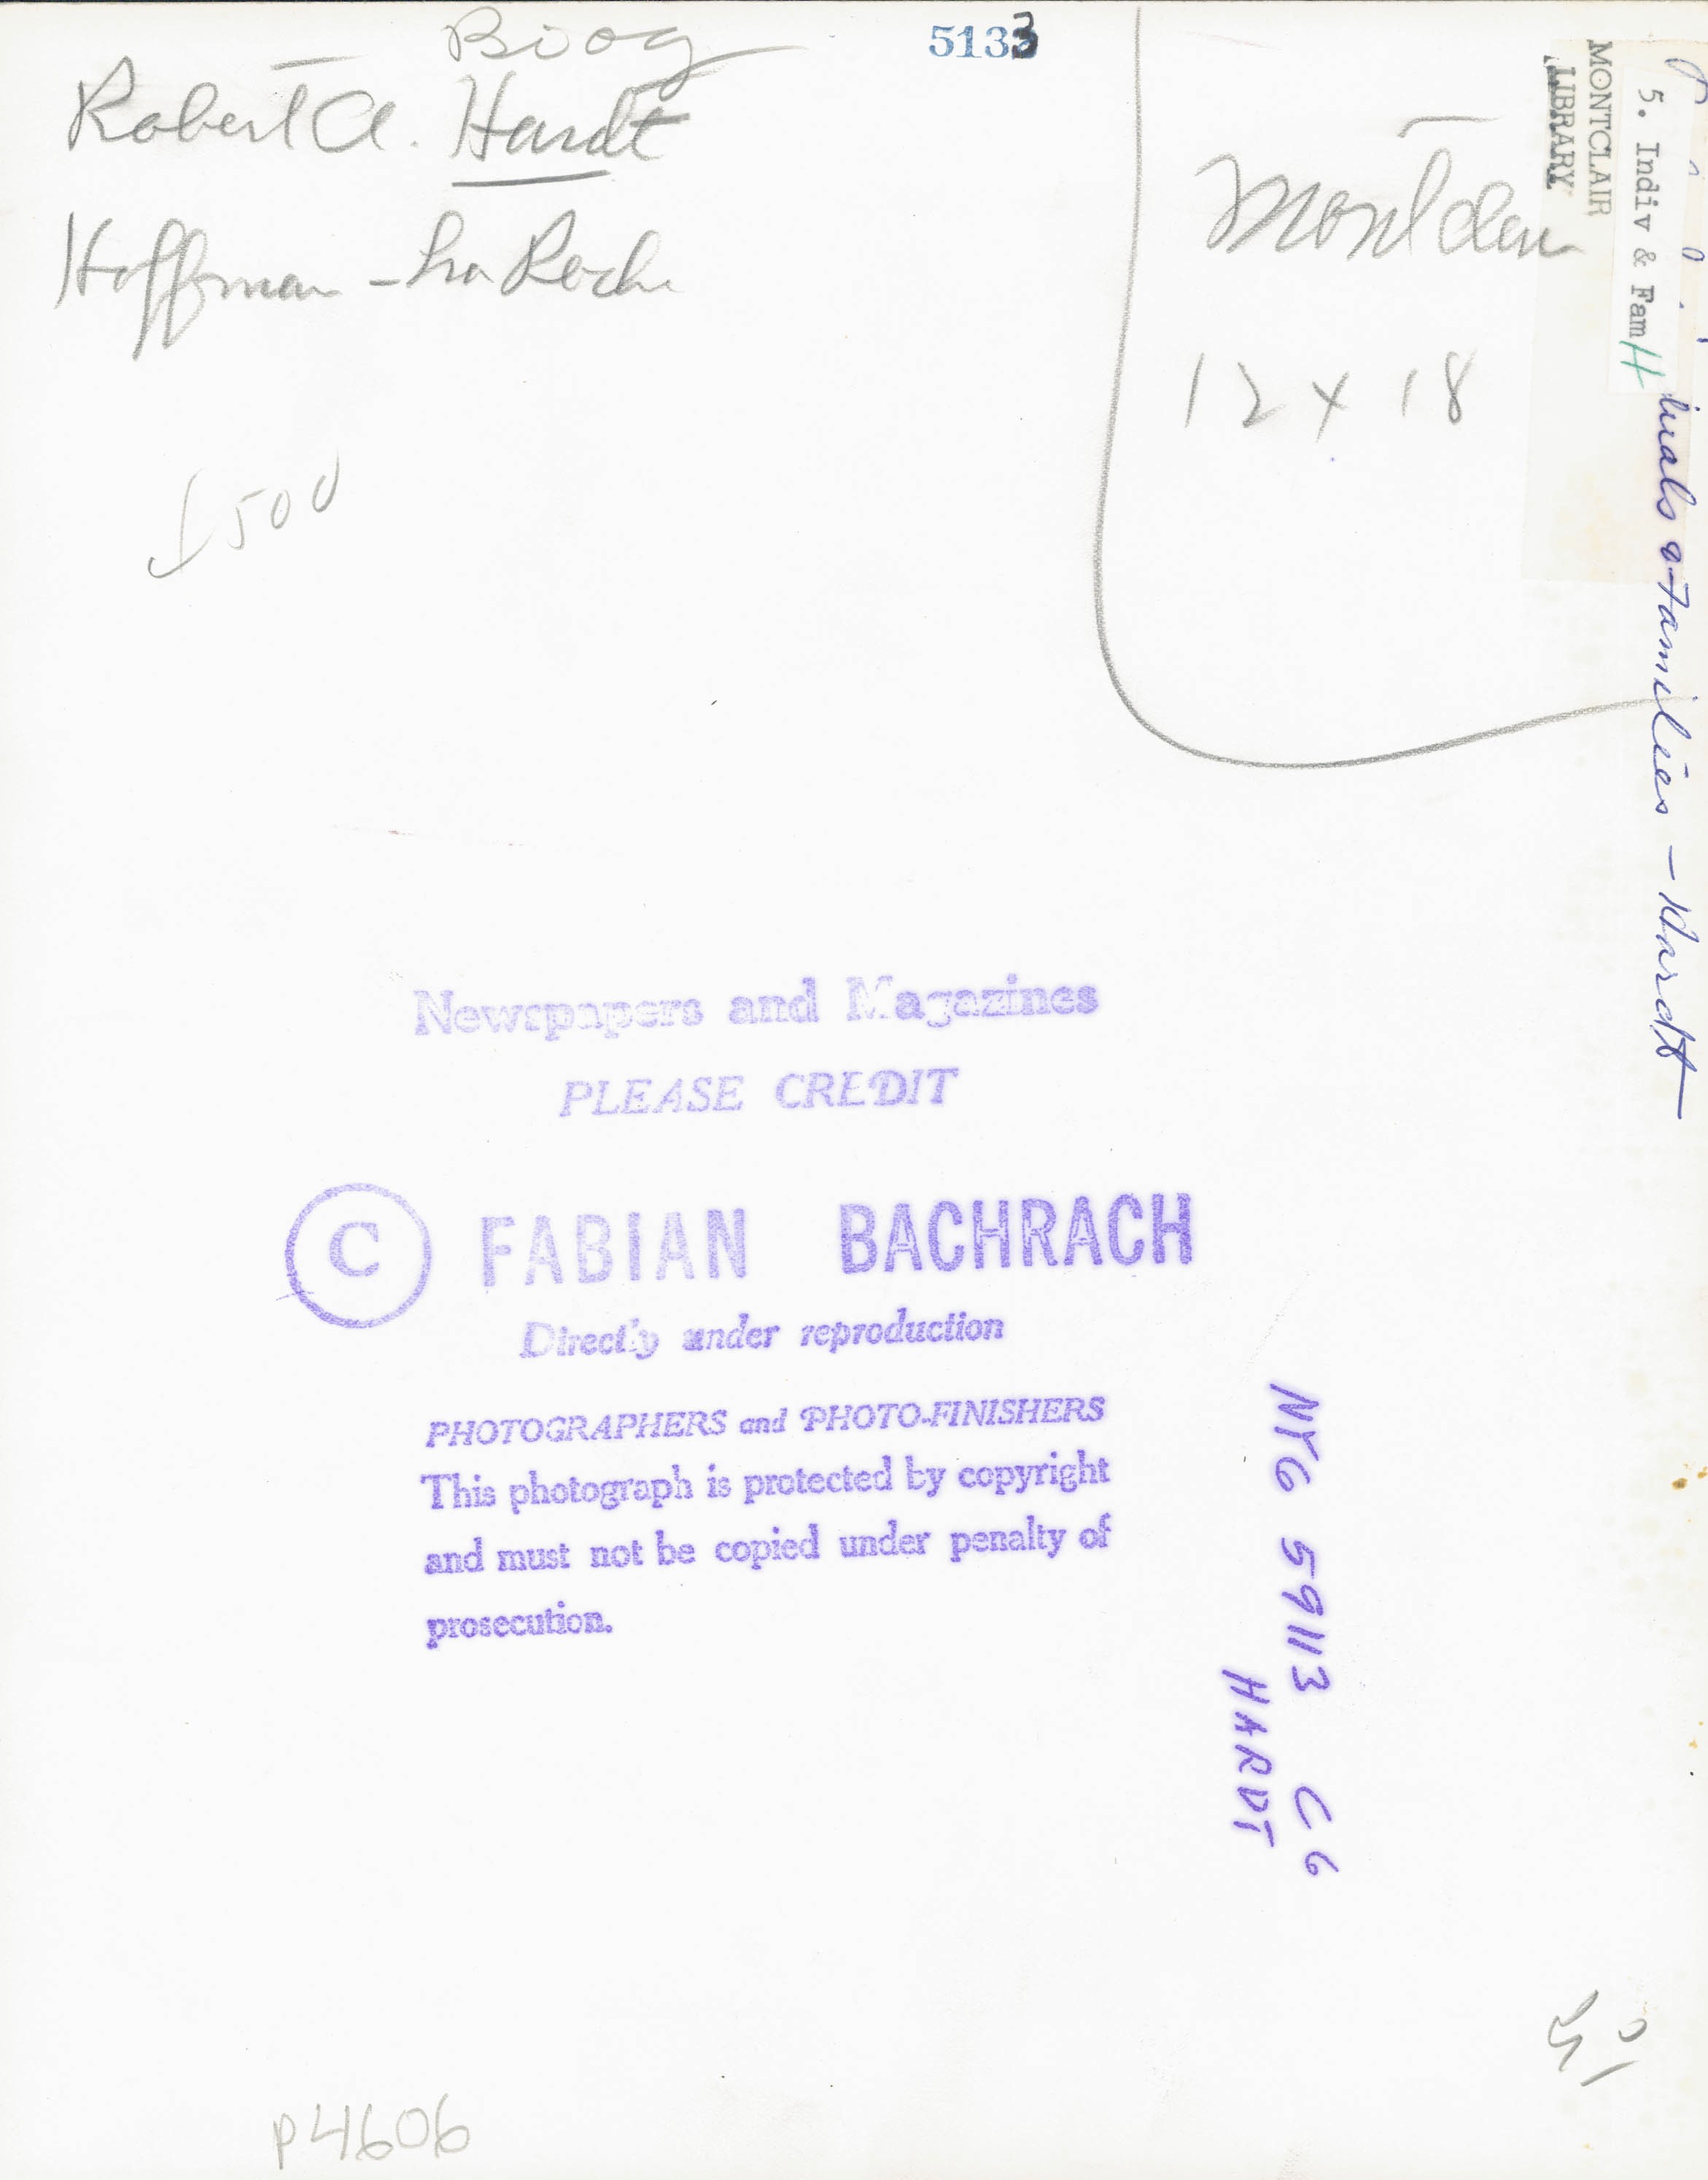 Biog
5133
Robert A. Hardt
Hoffman - La Roche
Montclair
12 x 18
MONTCLAIR
LIBRARY
5. Indiv & Fam H
& Families - Hardt
Newspapers and Magazines
PLEASE CREDIT
C FABIAN BACHRACH
Directly under reproduction
PHOTOGRAPHERS and PHOTO-FINISHERS
This photograph is protected by copyright
and must not be copied under penalty of
prosecution.
NYG 59113 C6
HARDT
P4606